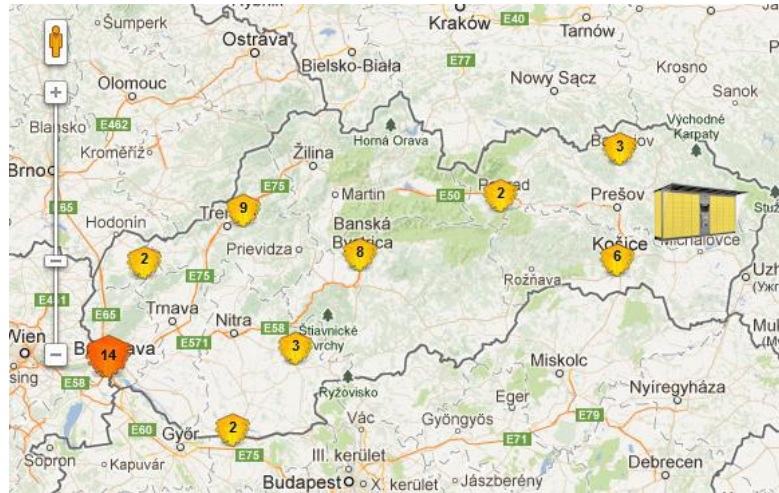 Šumperk
Kraków
E40
Tarnów
Ostrava
Bielsko-Biała
E77
Krosno
Nowy Sącz
Sanok
Olomouc
E462
Kroměříž
Brno
Východné
Karpaty
3
Horná Orava
Žilina
E75
Martin
E50
2
Prešov
9
Hodonín
Banská
8
Prievidza
2
Košice
6
Michalovce
Rožňava
E75
E65
Trnava
Nitra
E58
Štiavnické
3
E571
Wien
14
E58
Miskolc
Ryžovisko
Eger
Nyíregyháza
E79
2
E60
Győr
E75
Vác
Gyöngyös
E71
III. kerület
Debrecen
Sopron
Kapuvár
Budapest
X. kerület
Jászberény